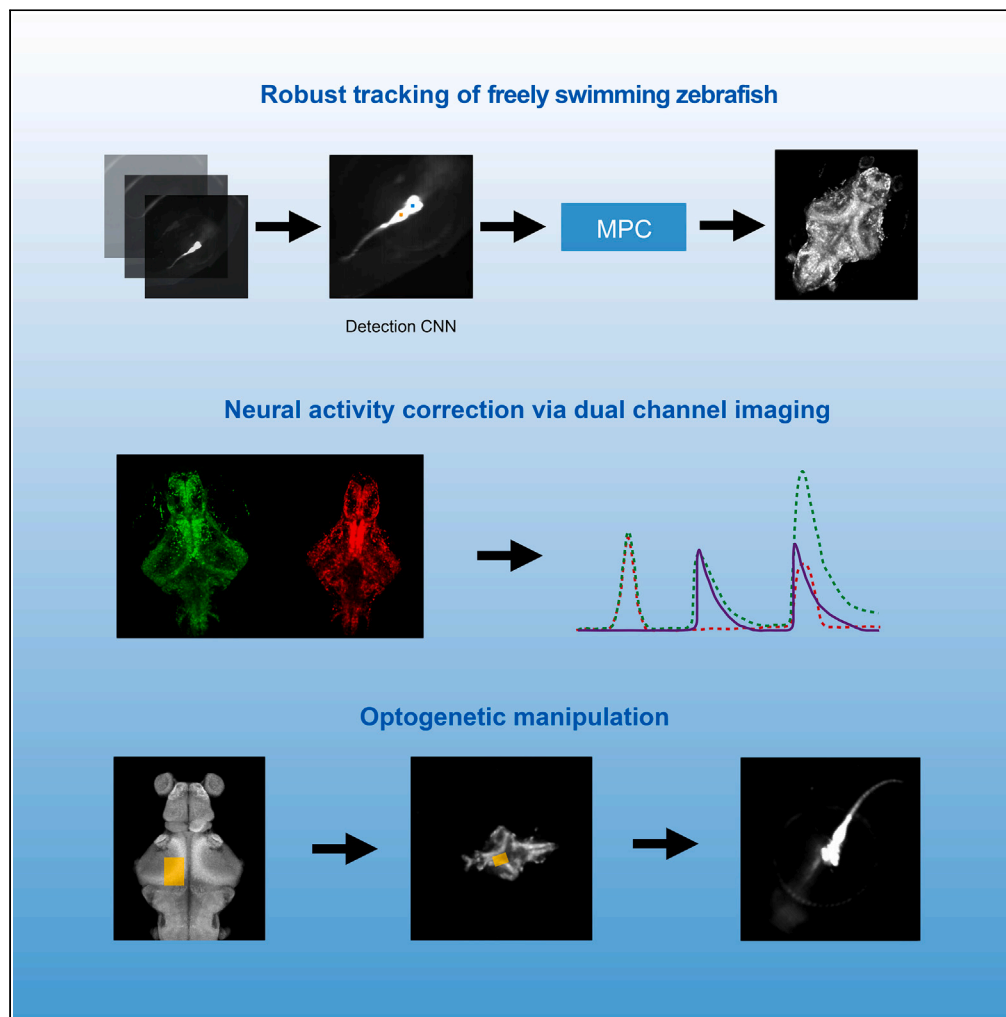 Robust tracking of freely swimming zebrafish
MPC
Detection CNN
Neural activity correction via dual channel imaging
Optogenetic manipulation